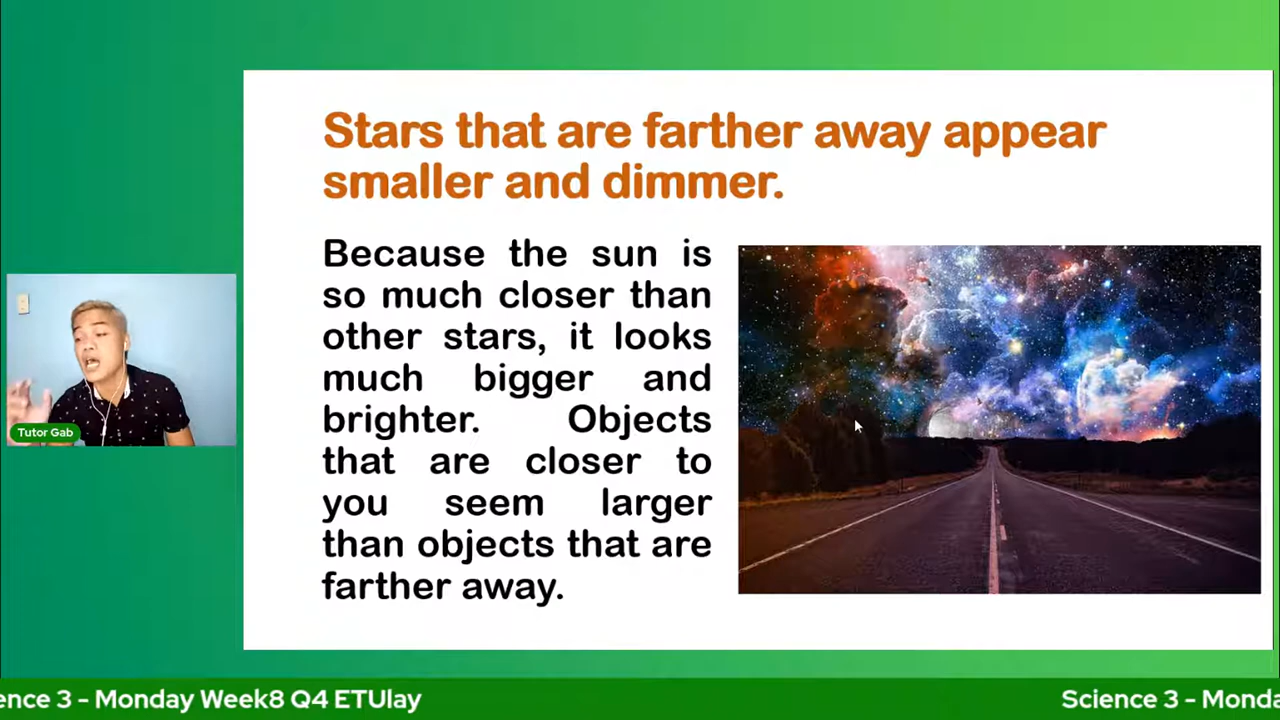 Stars that are farther away appear
smaller and dimmer.
Because the sun is
so much closer than
other stars, it looks
much bigger and
brighter. Objects
that are closer to
you seem larger
than objects that are
farther away.
Tutor Gab
ence 3 - Monday Week8 Q4 ETUlay
Science 3 - Monda